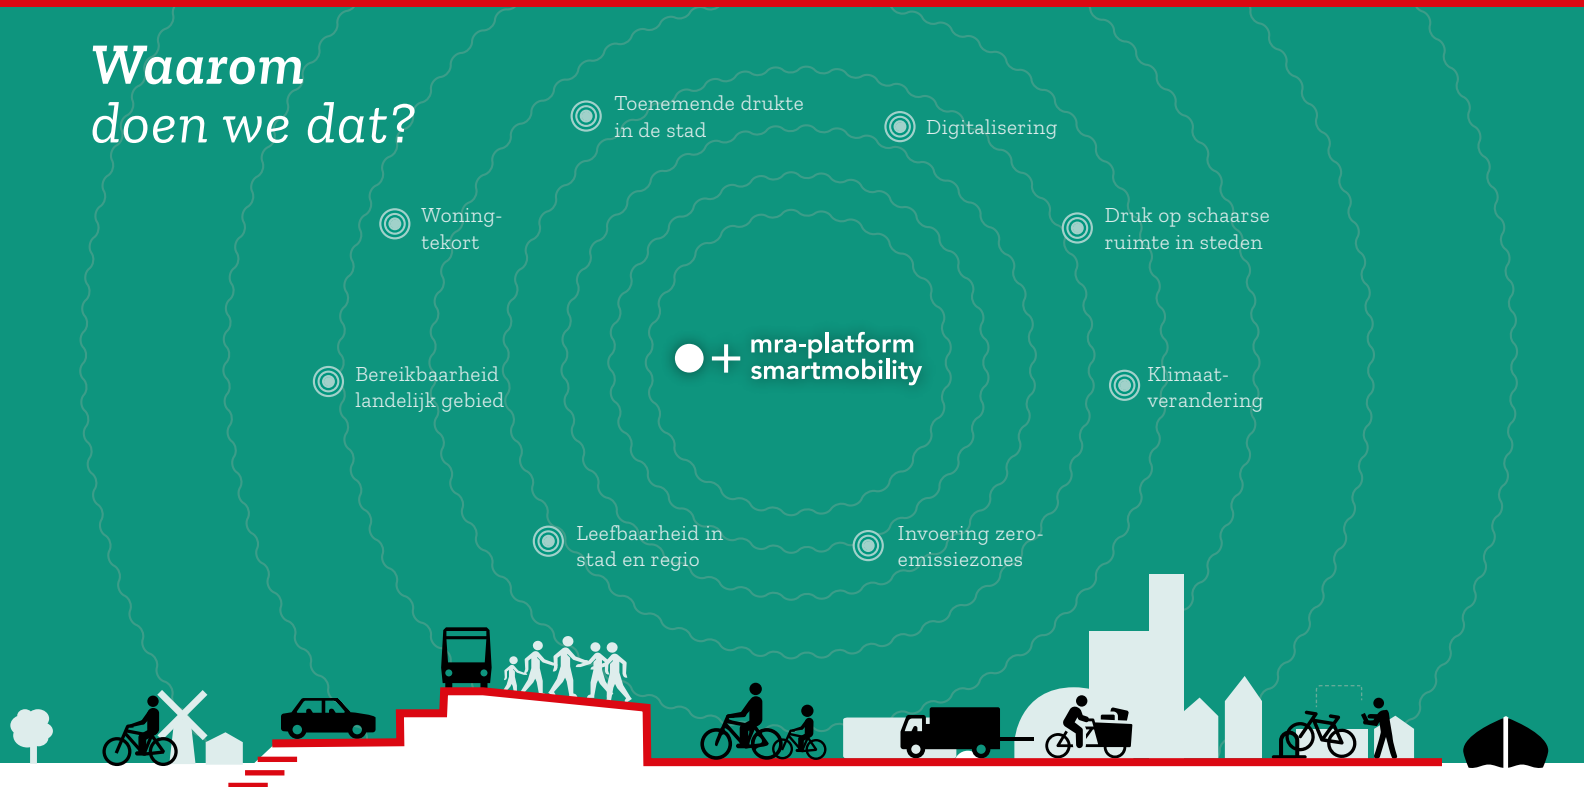 Waarom
doen we dat?
Toenemende drukte
in de stad
Digitalisering
Woning-
tekort
Druk op schaarse
ruimte in steden
mra-platform
smartmobility
Bereikbaarheid
landelijk gebied
Klimaat-
verandering
Leefbaarheid in
stad en regio
Invoering zero-
emissiezones